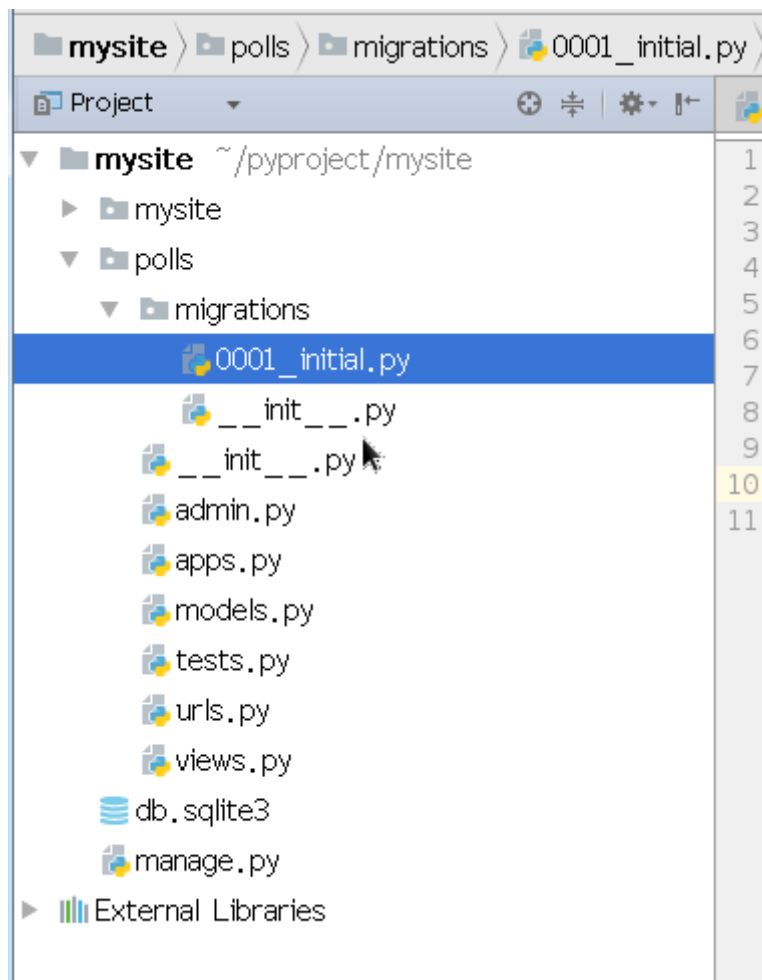 mysite polls migrations 0001_initial.py
Project
mysite ~/pyproject/mysite
mysite
polls
migrations
0001_initial.py
__init__.py
__init__.py
admin.py
apps.py
models.py
tests.py
urls.py
views.py
db.sqlite3
manage.py
External Libraries
1
2
3
4
5
6
7
8
9
10
11